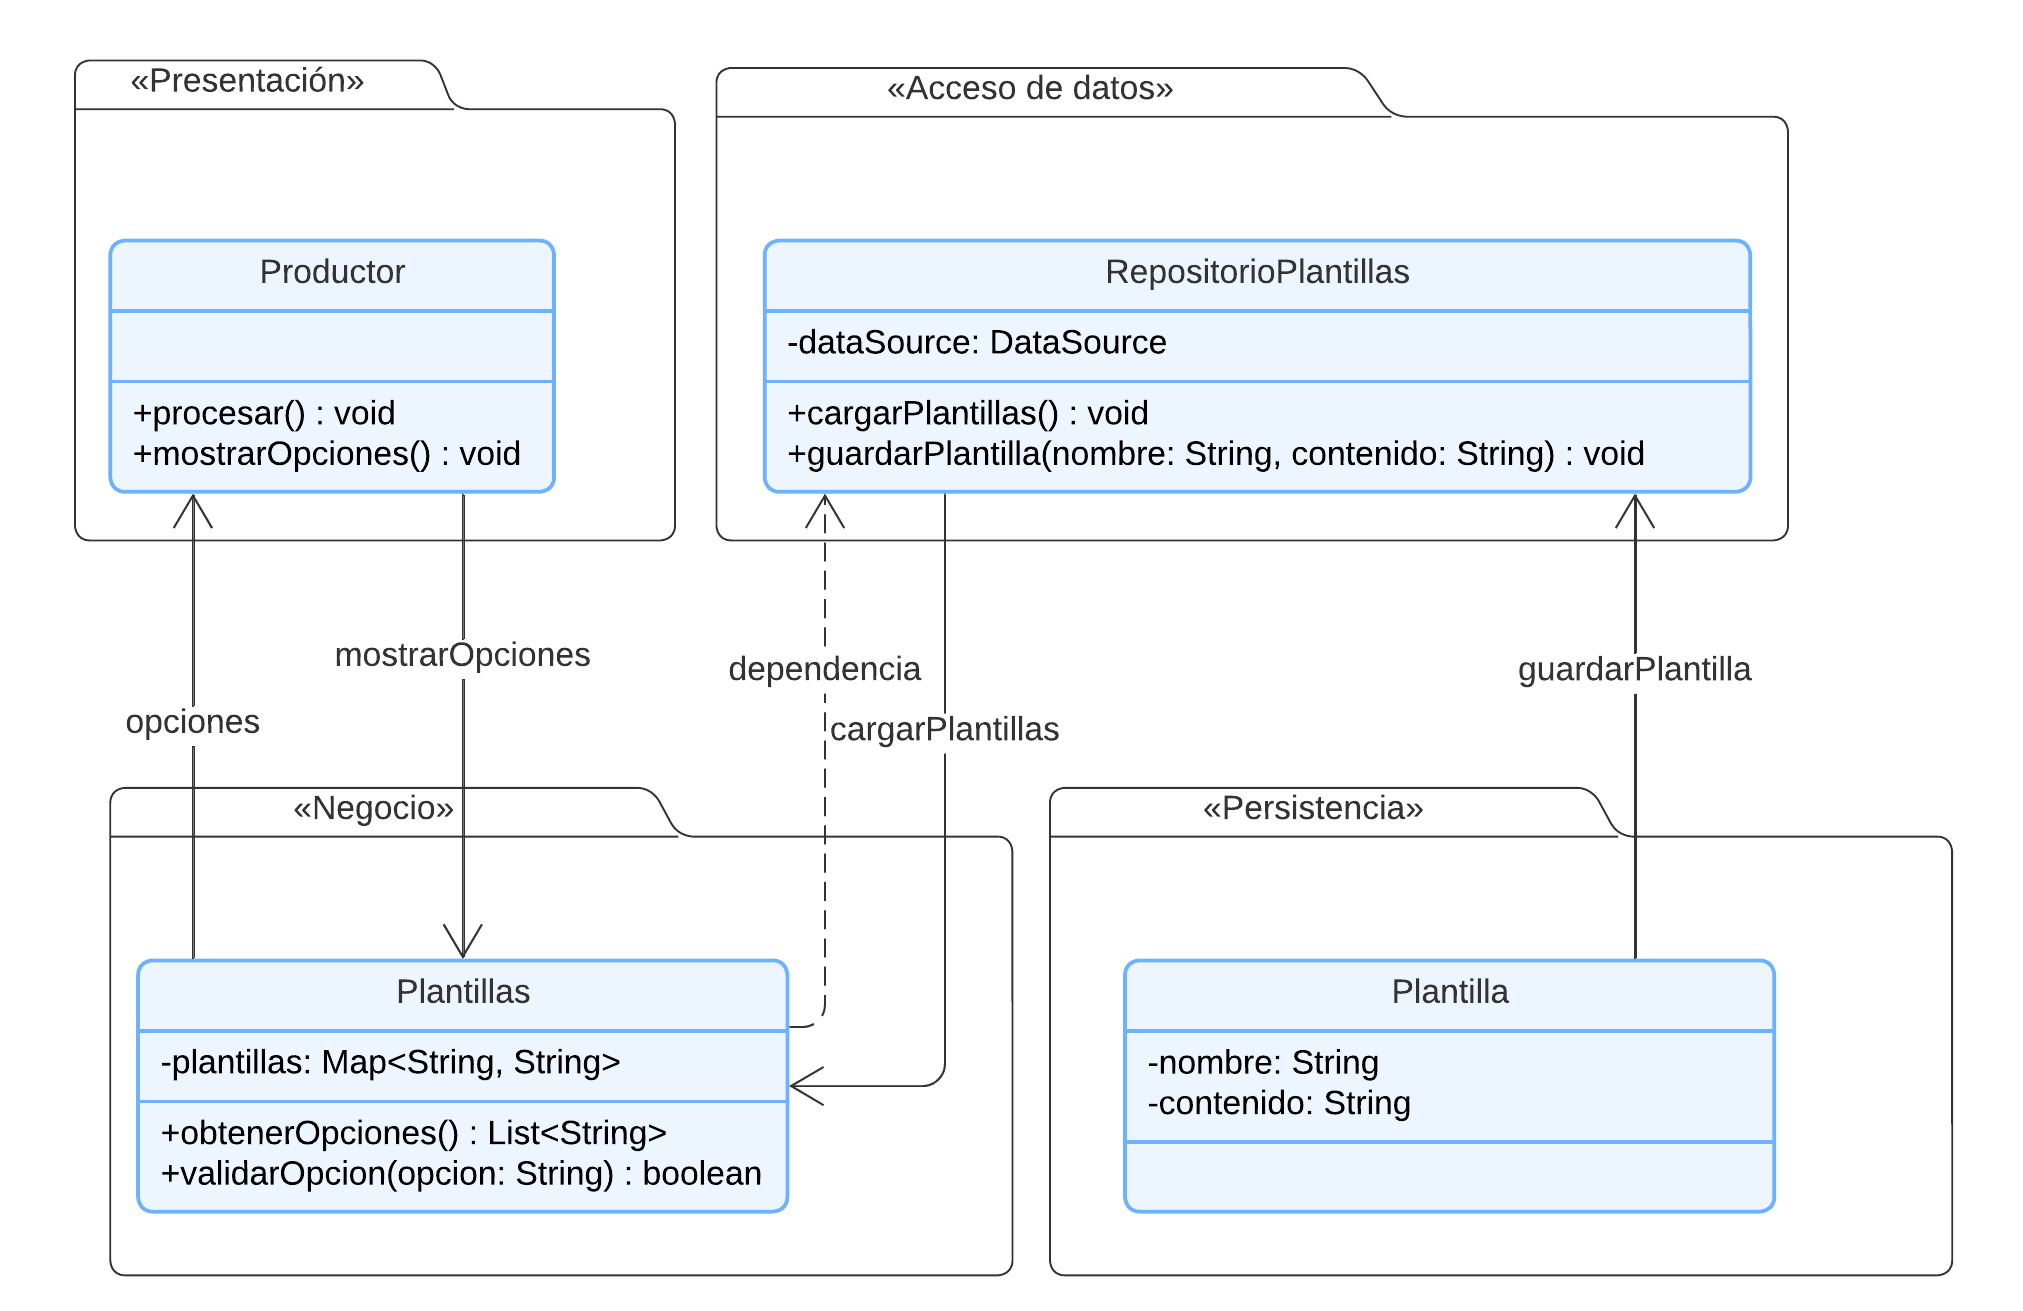 «Presentación»
«Acceso de datos»
Productor
+procesar() : void
+mostrarOpciones() : void
RepositorioPlantillas
-dataSource: DataSource
+cargarPlantillas() : void
+guardarPlantilla(nombre: String, contenido: String) : void
mostrarOpciones
opciones
dependencia
cargarPlantillas
guardarPlantilla
«Negocio»
«Persistencia»
Plantillas
-plantillas: Map<String, String>
+obtenerOpciones() : List<String>
+validarOpcion(opcion: String) : boolean
Plantilla
-nombre: String
-contenido: String